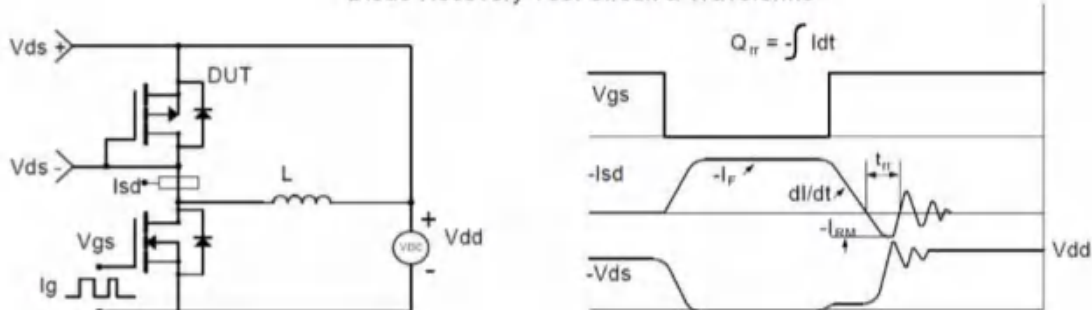 Vds +
DUT
Vds -
Isd
L
Vgs
+
VDC
Vdd
-
Ig
Qrr = -∫ Idt
Vgs
trr
-Isd
-IF
dI/dt
-IRM
Vdd
-Vds